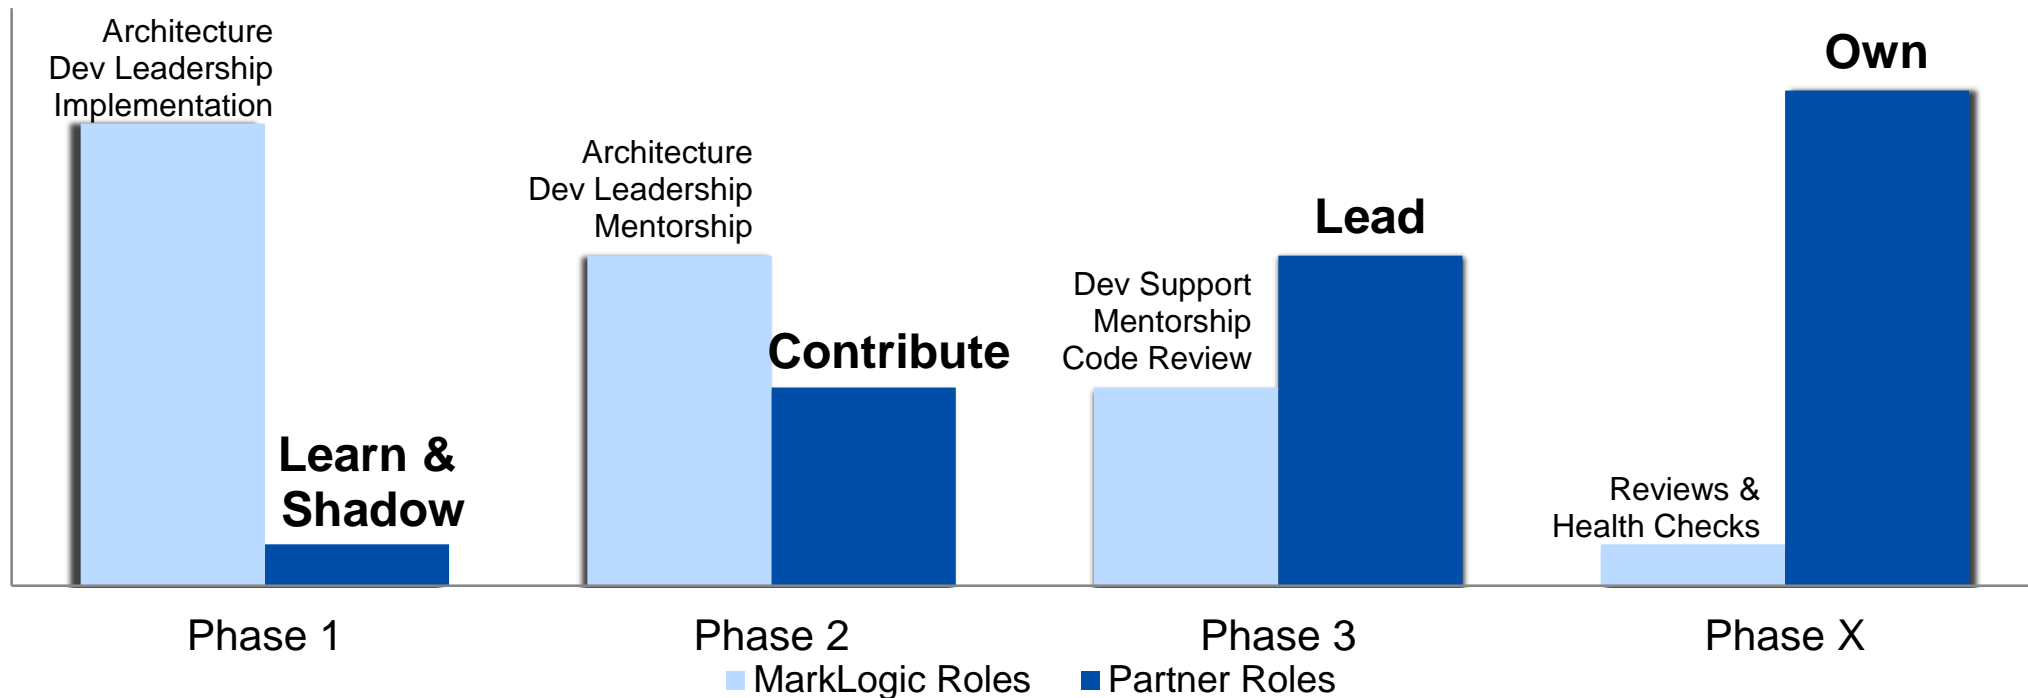 Architecture
Dev Leadership
Implementation
Learn &
Shadow
Architecture
Dev Leadership
Mentorship
Contribute
Dev Support
Mentorship
Code Review
Lead
Reviews &
Health Checks
Own
Phase 1
Phase 2
Phase 3
Phase X
MarkLogic Roles
Partner Roles